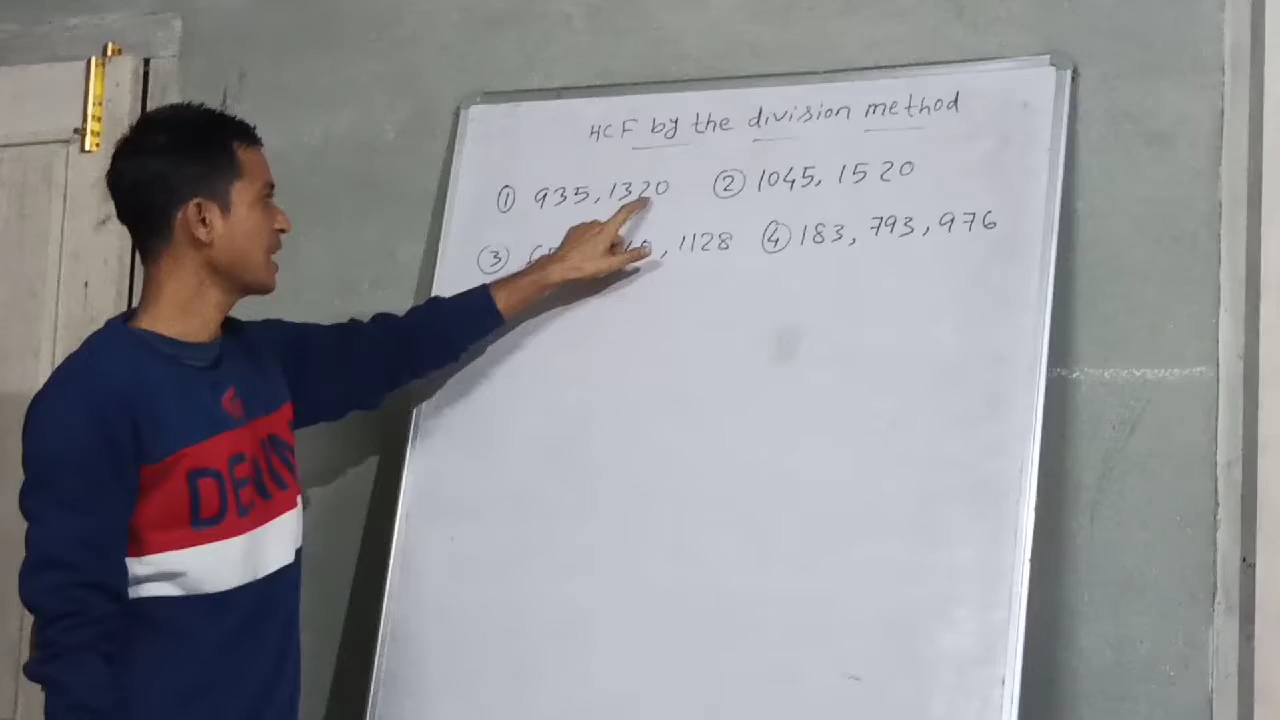 HCF by the division method
① 935, 1320 ② 1045, 1520
③ , 1128 ④ 183, 793, 976